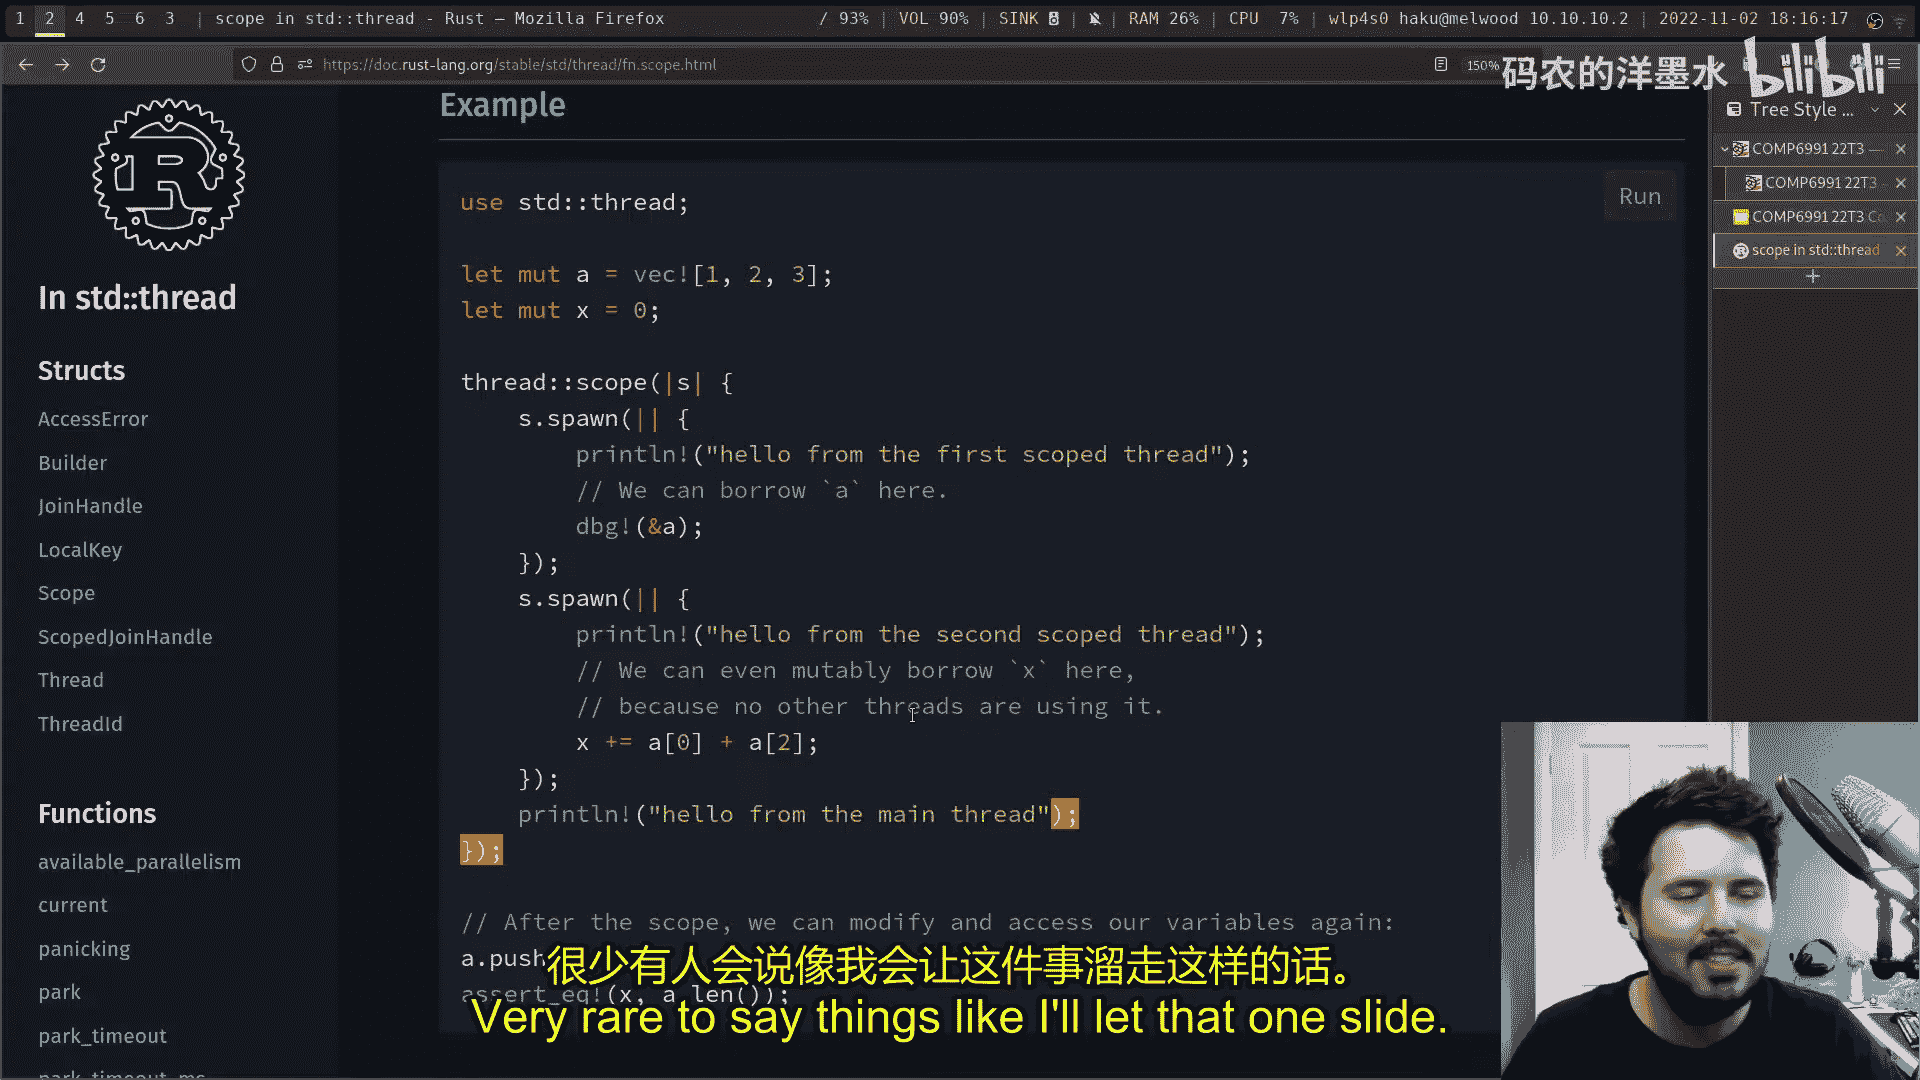 1 2 4 5 6 3 | scope in std::thread - Rust — Mozilla Firefox / 93% | VOL 90% | SINK | | RAM 26% | CPU 7% | wlp4s0 haku@melwood 10.10.10.2 | 2022-11-02 18:16:17
https://doc.rust-lang.org/stable/std/thread/fn.scope.html 150%
码农的洋墨水 bilibili
Tree Style ...
COMP6991 22T3 —
COMP6991 22T3 -
COMP6991 22T3 Co
scope in std::thread
In std::thread
Structs
AccessError
Builder
JoinHandle
LocalKey
Scope
ScopedJoinHandle
Thread
ThreadId
Functions
available_parallelism
current
panicking
park
park_timeout
park_timeout_ms
Example
Run
use std::thread;
let mut a = vec![1, 2, 3];
let mut x = 0;
thread::scope(|s| {
s.spawn(|| {
println!("hello from the first scoped thread");
// We can borrow `a` here.
dbg!(&a);
});
s.spawn(|| {
println!("hello from the second scoped thread");
// We can even mutably borrow `x` here,
// because no other threads are using it.
x += a[0] + a[2];
});
println!("hello from the main thread");
});
// After the scope, we can modify and access our variables again:
a.push
assert_eq!(x, a.len());
很少有人会说像我会让这件事溜走这样的话。
Very rare to say things like I'll let that one slide.